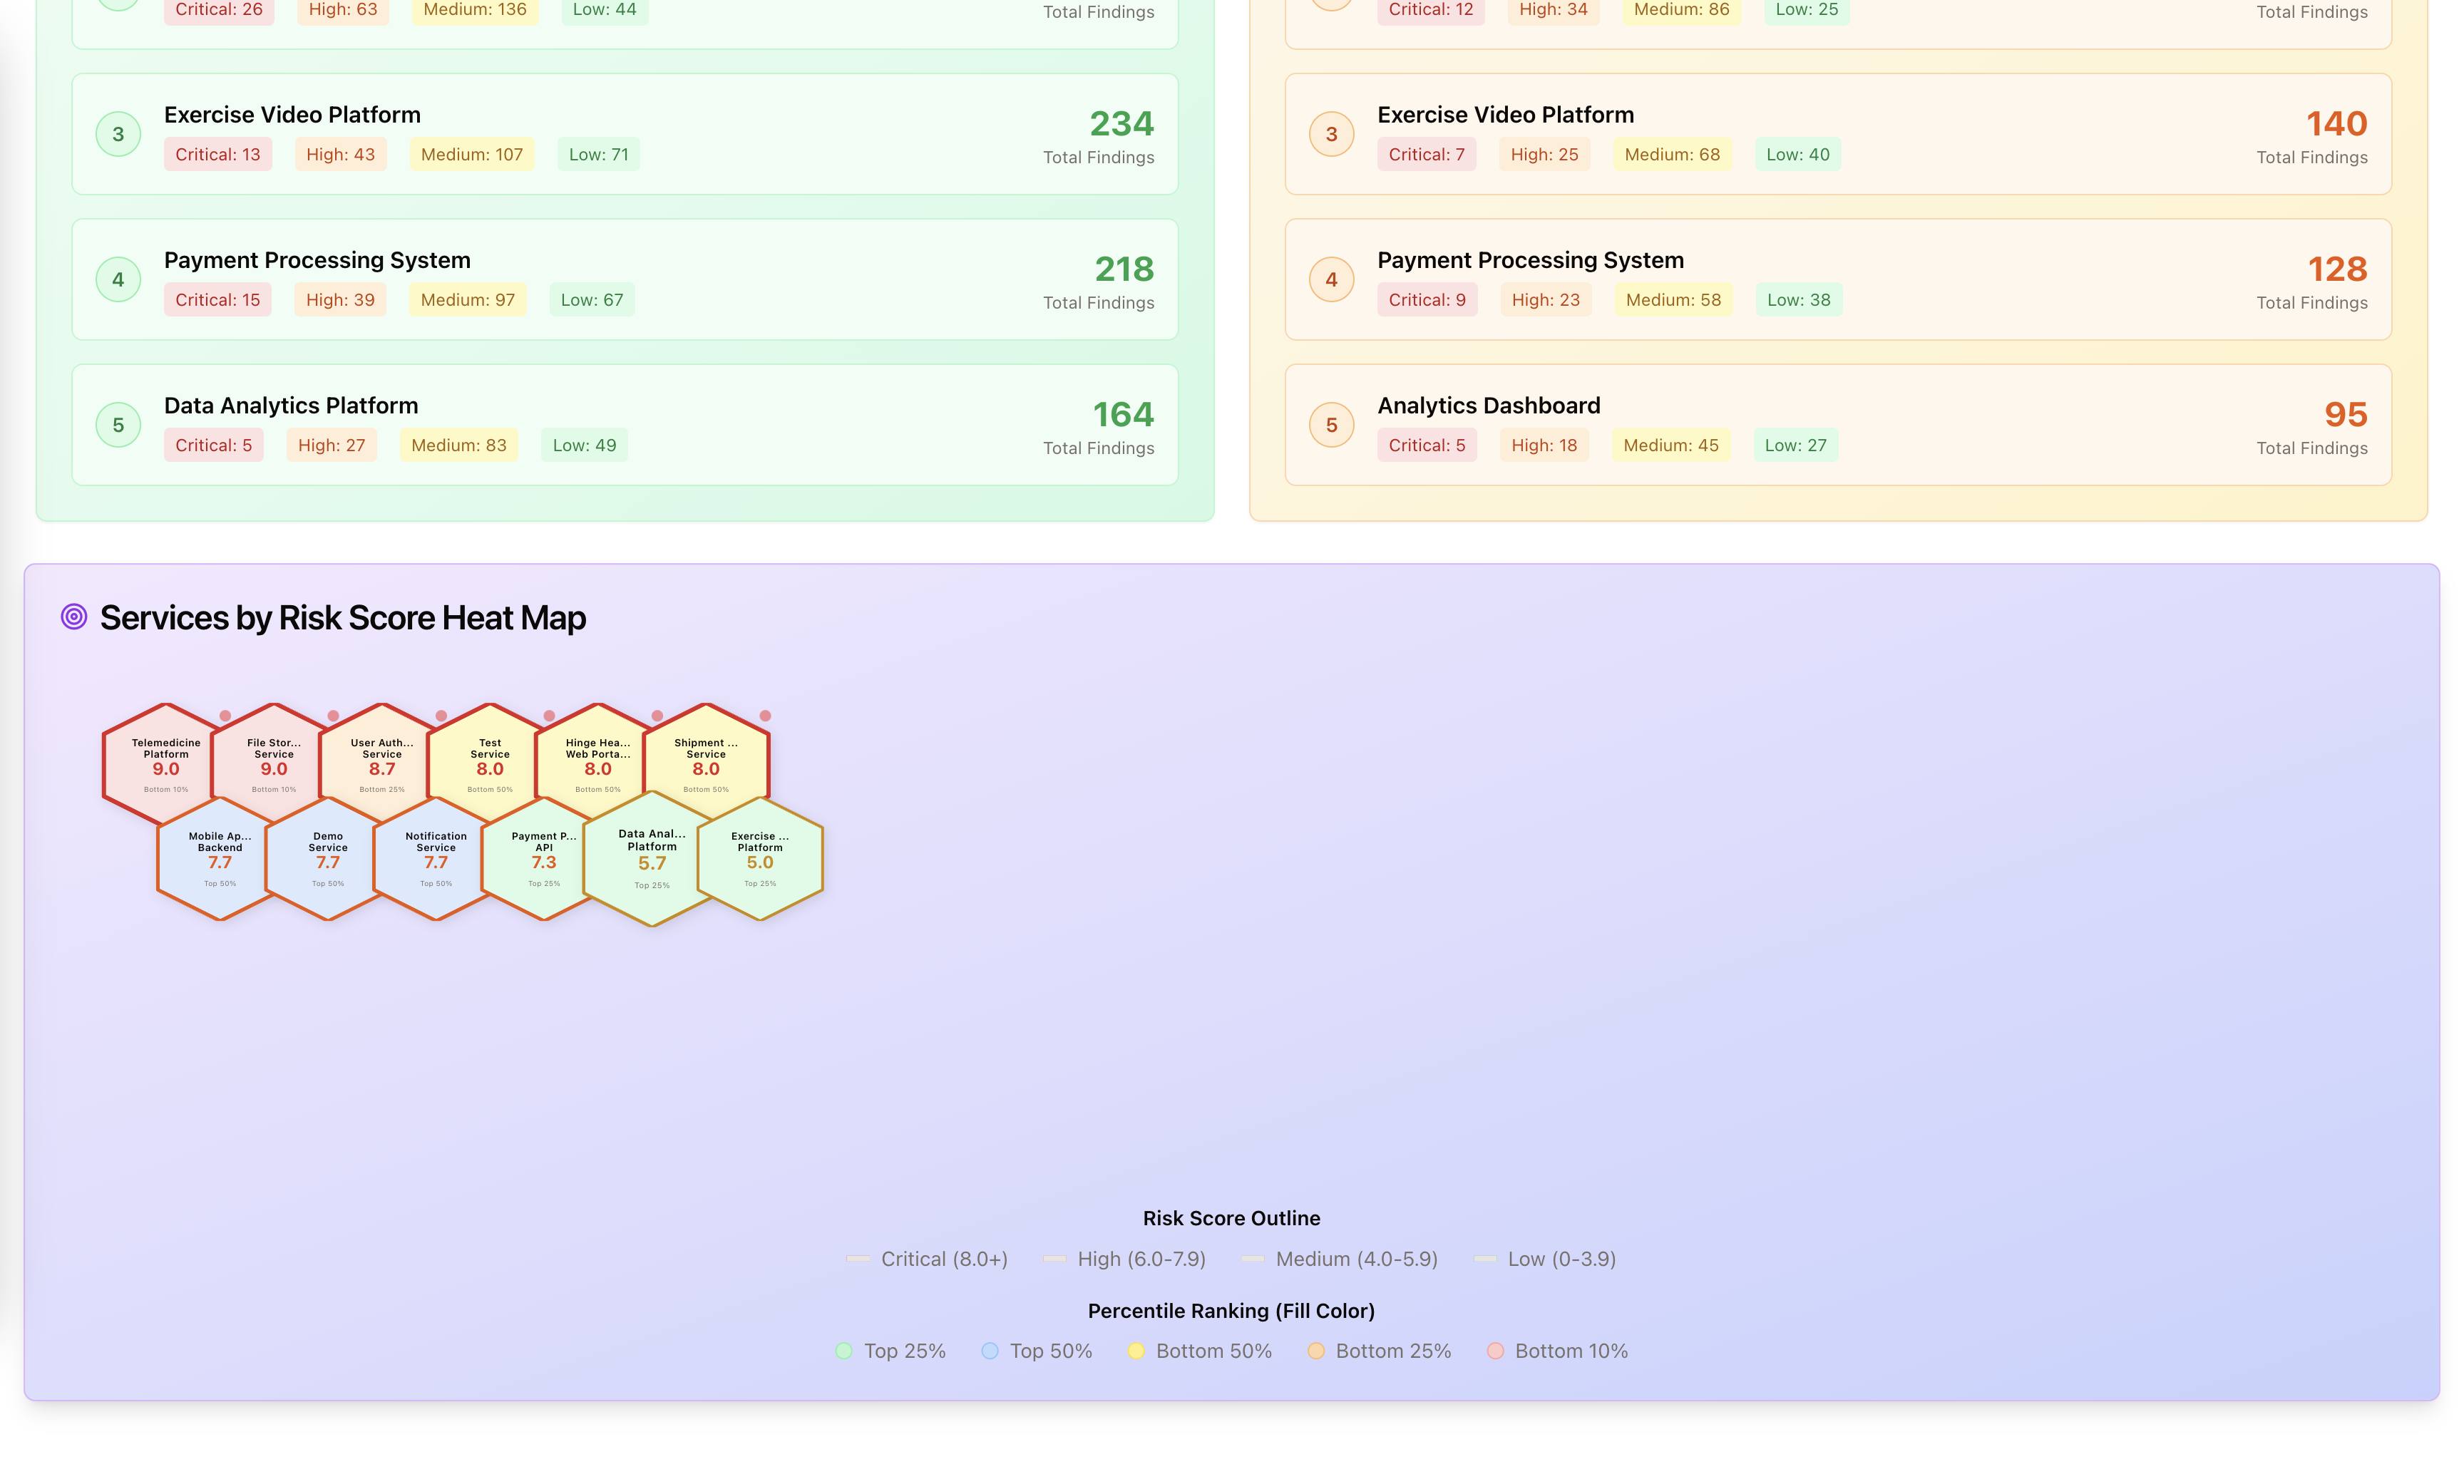 Critical: 26 High: 63 Medium: 136 Low: 44
Total Findings
3
Exercise Video Platform
Critical: 13 High: 43 Medium: 107 Low: 71
234
Total Findings
4
Payment Processing System
Critical: 15 High: 39 Medium: 97 Low: 67
218
Total Findings
5
Data Analytics Platform
Critical: 5 High: 27 Medium: 83 Low: 49
164
Total Findings
Critical: 12 High: 34 Medium: 86 Low: 25
Total Findings
3
Exercise Video Platform
Critical: 7 High: 25 Medium: 68 Low: 40
140
Total Findings
4
Payment Processing System
Critical: 9 High: 23 Medium: 58 Low: 38
128
Total Findings
5
Analytics Dashboard
Critical: 5 High: 18 Medium: 45 Low: 27
95
Total Findings
Services by Risk Score Heat Map
Telemedicine
Platform
9.0
Bottom 10%
File Stor...
Service
9.0
Bottom 10%
User Auth...
Service
8.7
Bottom 25%
Test
Service
8.0
Bottom 50%
Hinge Hea...
Web Porta...
8.0
Bottom 50%
Shipment ...
Service
8.0
Bottom 50%
Mobile Ap...
Backend
7.7
Top 50%
Demo
Service
7.7
Top 50%
Notification
Service
7.7
Top 50%
Payment P...
API
7.3
Top 25%
Data Anal...
Platform
5.7
Top 25%
Exercise ...
Platform
5.0
Top 25%
Risk Score Outline
Critical (8.0+) High (6.0-7.9) Medium (4.0-5.9) Low (0-3.9)
Percentile Ranking (Fill Color)
Top 25% Top 50% Bottom 50% Bottom 25% Bottom 10%